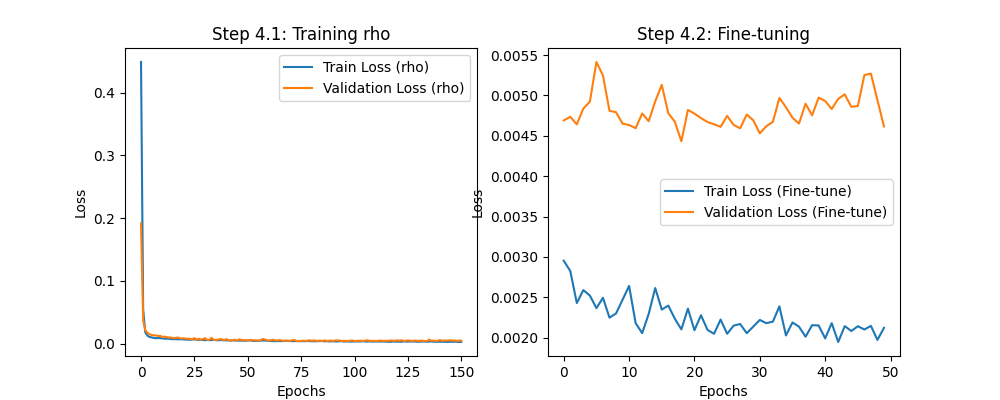 Step 4.1: Training rho
Train Loss (rho)
Validation Loss (rho)
Loss
0.4
0.3
0.2
0.1
0.0
0
25
50
75
100
125
150
Epochs
Step 4.2: Fine-tuning
Train Loss (Fine-tune)
Validation Loss (Fine-tune)
Loss
0.0055
0.0050
0.0045
0.0040
0.0035
0.0030
0.0025
0.0020
0
10
20
30
40
50
Epochs